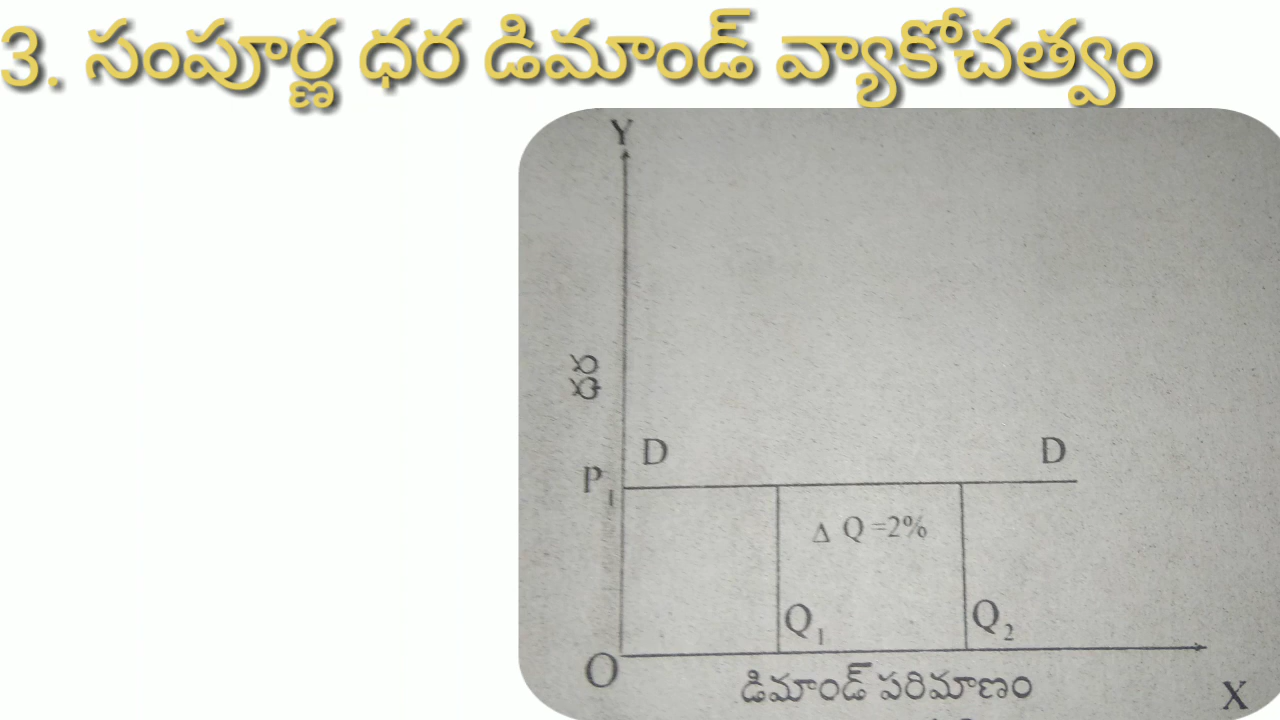 3. సంపూర్ణ ధర డిమాండ్ వ్యాకోచత్వం
Y
ధర
D
D
P₁
Δ Q =2%
Q₁
Q₂
O
డిమాండ్ పరిమాణం
X